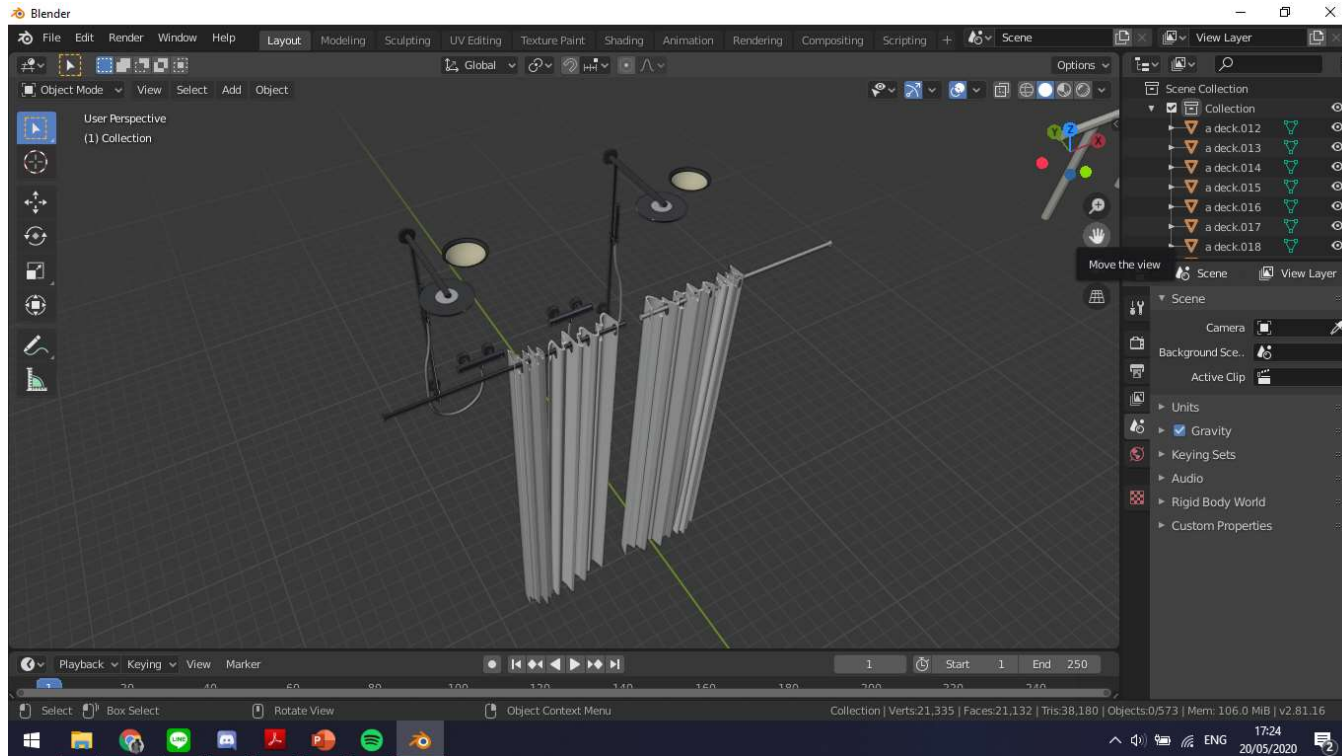 Blender
File Edit Render Window Help Layout Modeling Sculpting UV Editing Texture Paint Shading Animation Rendering Compositing Scripting + Scene View Layer
Global Options
Object Mode View Select Add Object
User Perspective
(1) Collection
Z
Y
X
Move the view
Scene Collection
Collection
a deck.012
a deck.013
a deck.014
a deck.015
a deck.016
a deck.017
a deck.018
Scene View Layer
Scene
Camera
Background Sce..
Active Clip
Units
Gravity
Keying Sets
Audio
Rigid Body World
Custom Properties
Playback Keying View Marker 1 Start 1 End 250
1 20 40 60 80 100 120 140 160 180 200 220 240
Select Box Select Rotate View Object Context Menu Collection | Verts:21,335 | Faces:21,132 | Tris:38,180 | Objects:0/573 | Mem: 106.0 MiB | v2.81.16
LINE ENG 17:24
20/05/2020 2